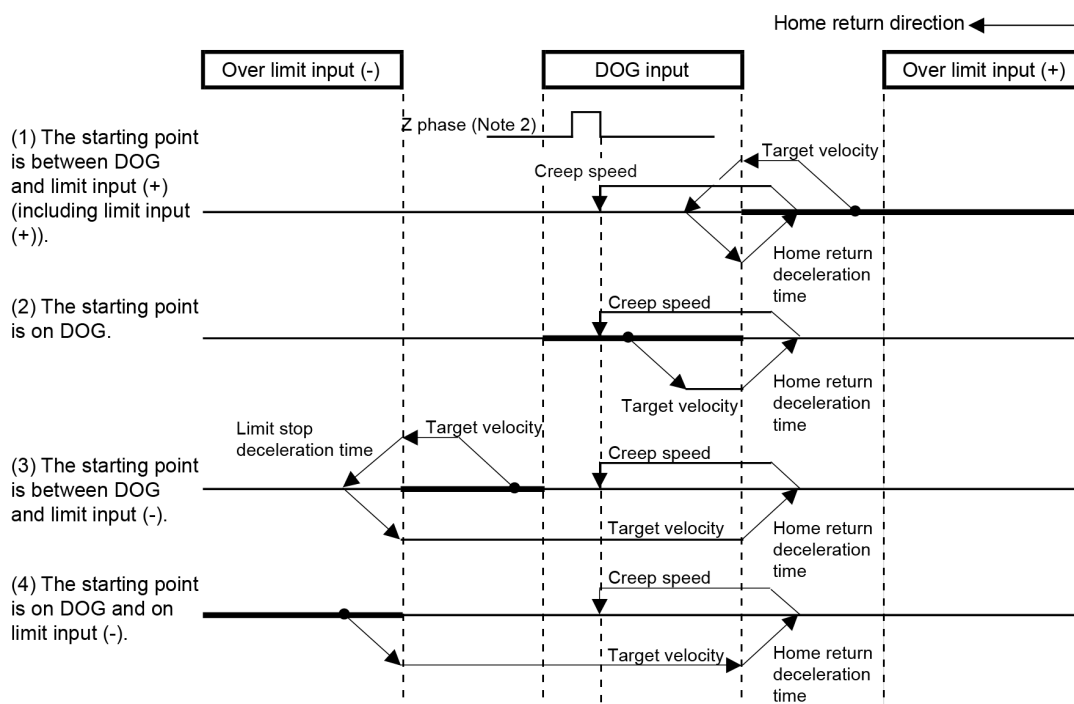 Home return direction
Over limit input (-)
DOG input
Over limit input (+)
(1) The starting point
is between DOG
and limit input (+)
(including limit input
(+)).
Z phase (Note 2)
Creep speed
Target velocity
Home return
deceleration
time
(2) The starting point
is on DOG.
Creep speed
Target velocity
Home return
deceleration
time
(3) The starting point
is between DOG
and limit input (-).
Limit stop
deceleration time
Target velocity
Creep speed
Target velocity
Home return
deceleration
time
(4) The starting point
is on DOG and on
limit input (-).
Creep speed
Target velocity
Home return
deceleration
time